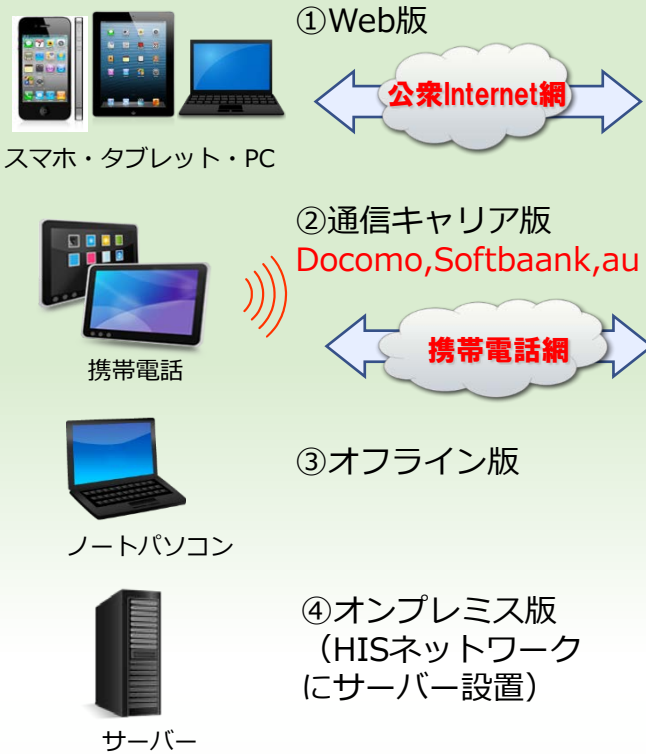 ①Web版
公衆Internet網
スマホ・タブレット・PC
②通信キャリア版
Docomo,Softbaank,au
携帯電話網
携帯電話
③オフライン版
ノートパソコン
④オンプレミス版
（HISネットワーク
にサーバー設置）
サーバー